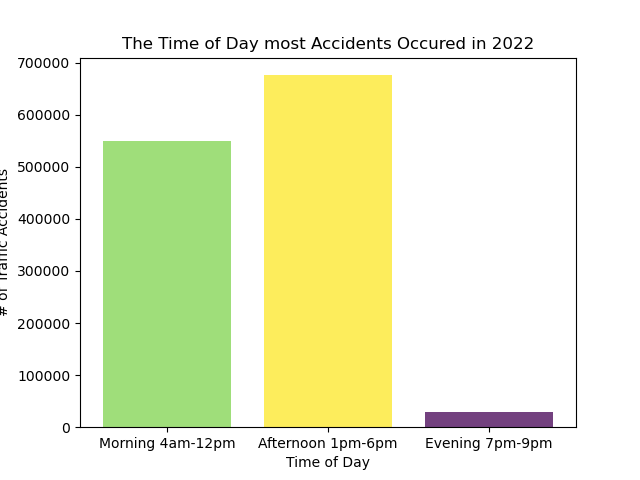 The Time of Day most Accidents Occured in 2022
# of Traffic Accidents
700000
600000
500000
400000
300000
200000
100000
0
Morning 4am-12pm
Afternoon 1pm-6pm
Evening 7pm-9pm
Time of Day